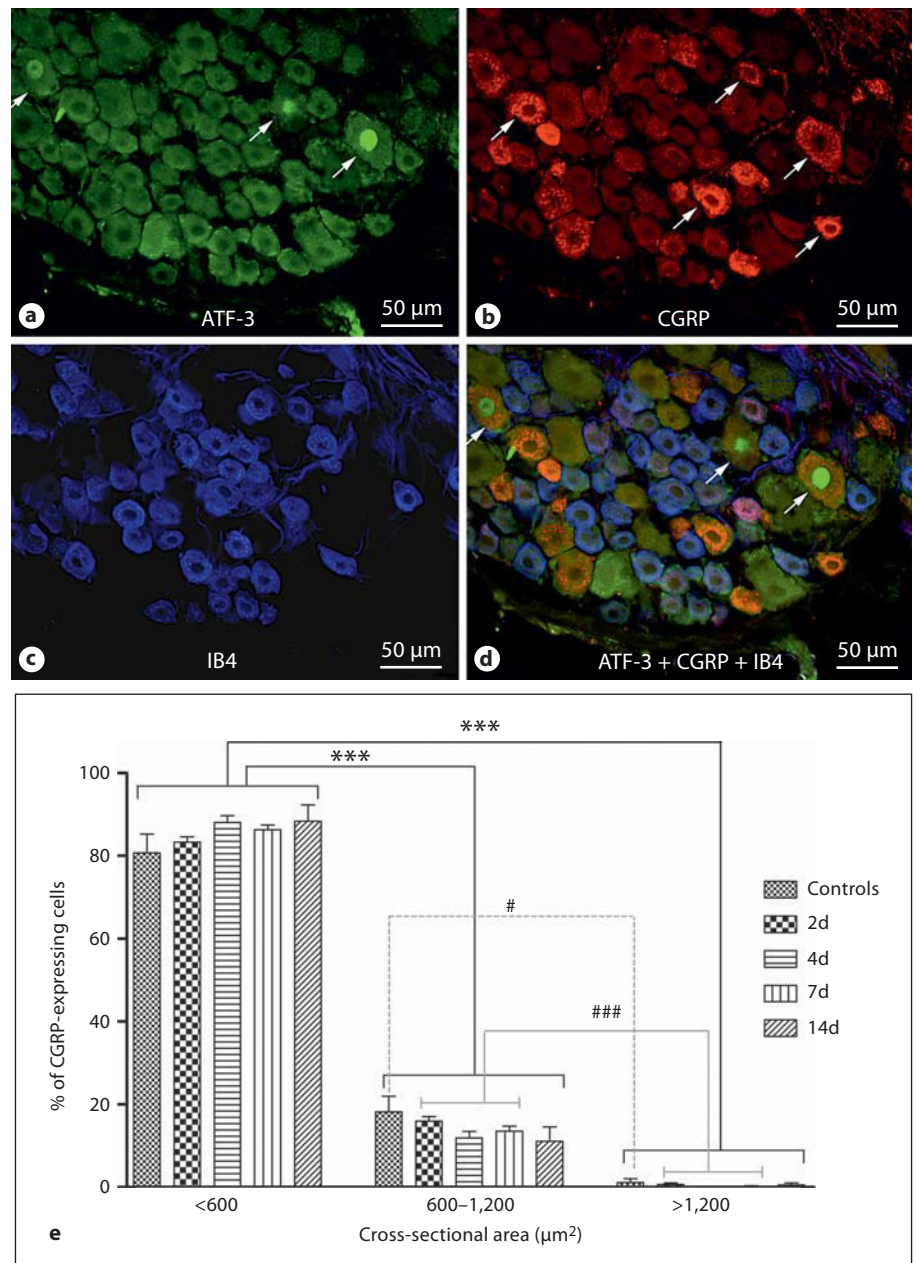 a
ATF-3
50 µm
b
CGRP
50 µm
c
IB4
50 µm
d
ATF-3 + CGRP + IB4
50 µm
***
***
#
###
100
80
60
40
20
0
% of CGRP-expressing cells
<600
600–1,200
>1,200
Cross-sectional area (µm²)
Controls
2d
4d
7d
14d
e